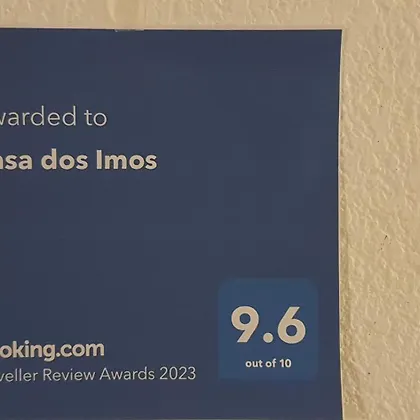 warded to
asa dos Imos
9.6
out of 10
oking.com
veller Review Awards 2023